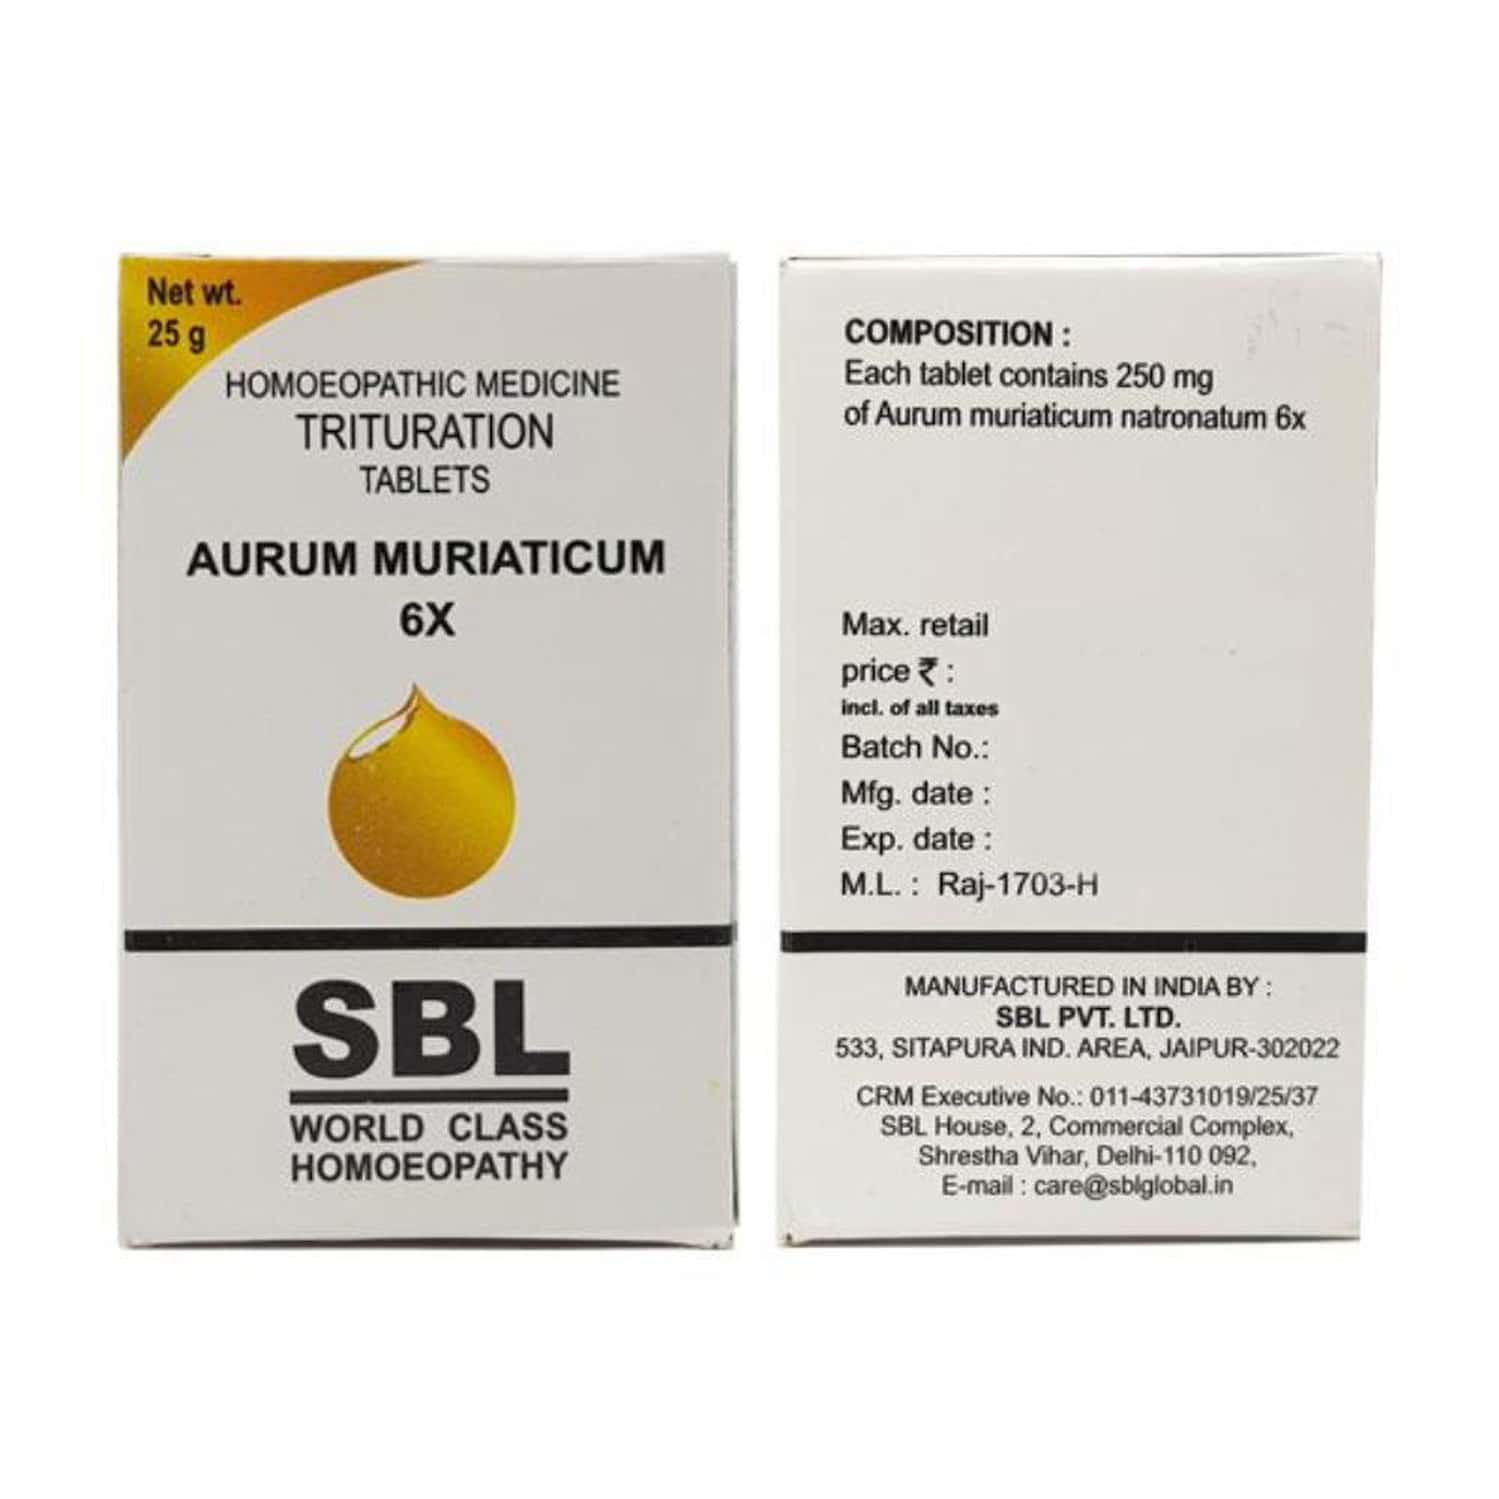 Net wt.
25 g
HOMOEOPATHIC MEDICINE
TRITURATION
TABLETS
AURUM MURIATICUM
6X
SBL
WORLD CLASS
HOMOEOPATHY
COMPOSITION :
Each tablet contains 250 mg
of Aurum muriaticum natronatum 6x
Max. retail
price ₹ :
incl. of all taxes
Batch No.:
Mfg. date :
Exp. date :
M.L. : Raj-1703-H
MANUFACTURED IN INDIA BY :
SBL PVT. LTD.
533, SITAPURA IND. AREA, JAIPUR-302022
CRM Executive No.: 011-43731019/25/37
SBL House, 2, Commercial Complex,
Shrestha Vihar, Delhi-110 092,
E-mail : care@sblglobal.in